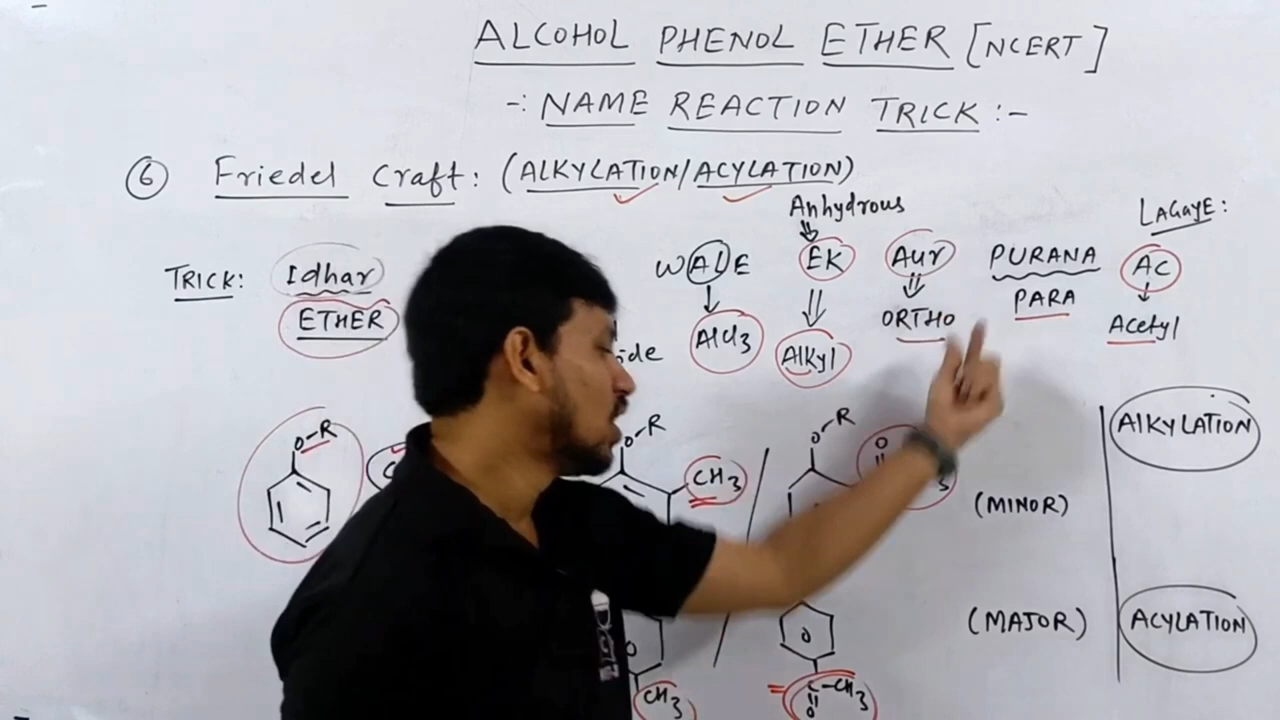 ALCOHOL PHENOL ETHER [NCERT]
-: NAME REACTION TRICK :-
⑥ Friedel Craft: (ALKYLATION/ACYLATION)
Anhydrous
LAGAYE:
TRICK: Idhar WALE EK Aur PURANA AC
ETHER AlCl3 Alkyl ORTHO PARA Acetyl
O-R
O-R
CH3
O-R
O
(MINOR)
ALKYLATION
(MAJOR)
ACYLATION
CH3
C-CH3
O